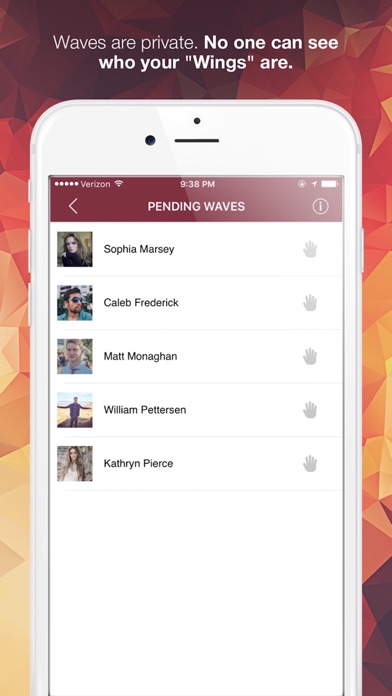 Waves are private. No one can see
who your "Wings" are.
Verizon 9:38 PM
PENDING WAVES
Sophia Marsey
Caleb Frederick
Matt Monaghan
William Pettersen
Kathryn Pierce